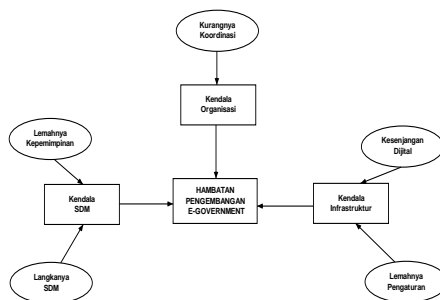 Kurangnya
Koordinasi
Kendala
Organisasi
Lemahnya
Kepemimpinan
Kesenjangan
Dijital
Kendala
SDM
HAMBATAN
PENGEMBANGAN
E-GOVERNMENT
Kendala
Infrastruktur
Langkanya
SDM
Lemahnya
Pengaturan